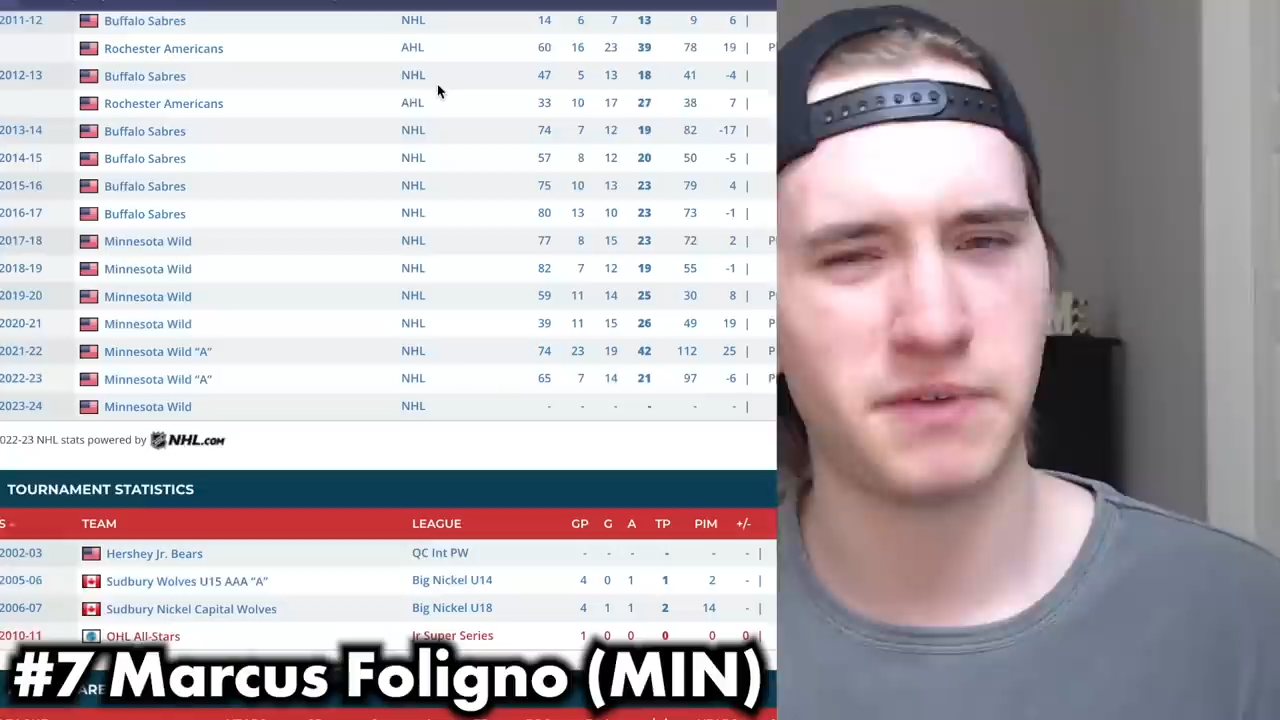 2011-12 Buffalo Sabres NHL 14 6 7 13 9 6 |
Rochester Americans AHL 60 16 23 39 78 19 | P
2012-13 Buffalo Sabres NHL 47 5 13 18 41 -4 |
Rochester Americans AHL 33 10 17 27 38 7 |
2013-14 Buffalo Sabres NHL 74 7 12 19 82 -17 |
2014-15 Buffalo Sabres NHL 57 8 12 20 50 -5 |
2015-16 Buffalo Sabres NHL 75 10 13 23 79 4 |
2016-17 Buffalo Sabres NHL 80 13 10 23 73 -1 |
2017-18 Minnesota Wild NHL 77 8 15 23 72 2 | P
2018-19 Minnesota Wild NHL 82 7 12 19 55 -1 |
2019-20 Minnesota Wild NHL 59 11 14 25 30 8 | P
2020-21 Minnesota Wild NHL 39 11 15 26 49 19 | P
2021-22 Minnesota Wild “A” NHL 74 23 19 42 112 25 | P
2022-23 Minnesota Wild “A” NHL 65 7 14 21 97 -6 | P
2023-24 Minnesota Wild NHL - - - - - - |
022-23 NHL stats powered by NHL.COM
TOURNAMENT STATISTICS
S TEAM LEAGUE GP G A TP PIM +/-
2002-03 Hershey Jr. Bears QC Int PW - - - - - - |
2005-06 Sudbury Wolves U15 AAA “A” Big Nickel U14 4 0 1 1 2 - |
2006-07 Sudbury Nickel Capital Wolves Big Nickel U18 4 1 1 2 14 - |
2010-11 OHL All-Stars Jr Super Series 1 0 0 0 0 0 |
#7 Marcus Foligno (MIN)